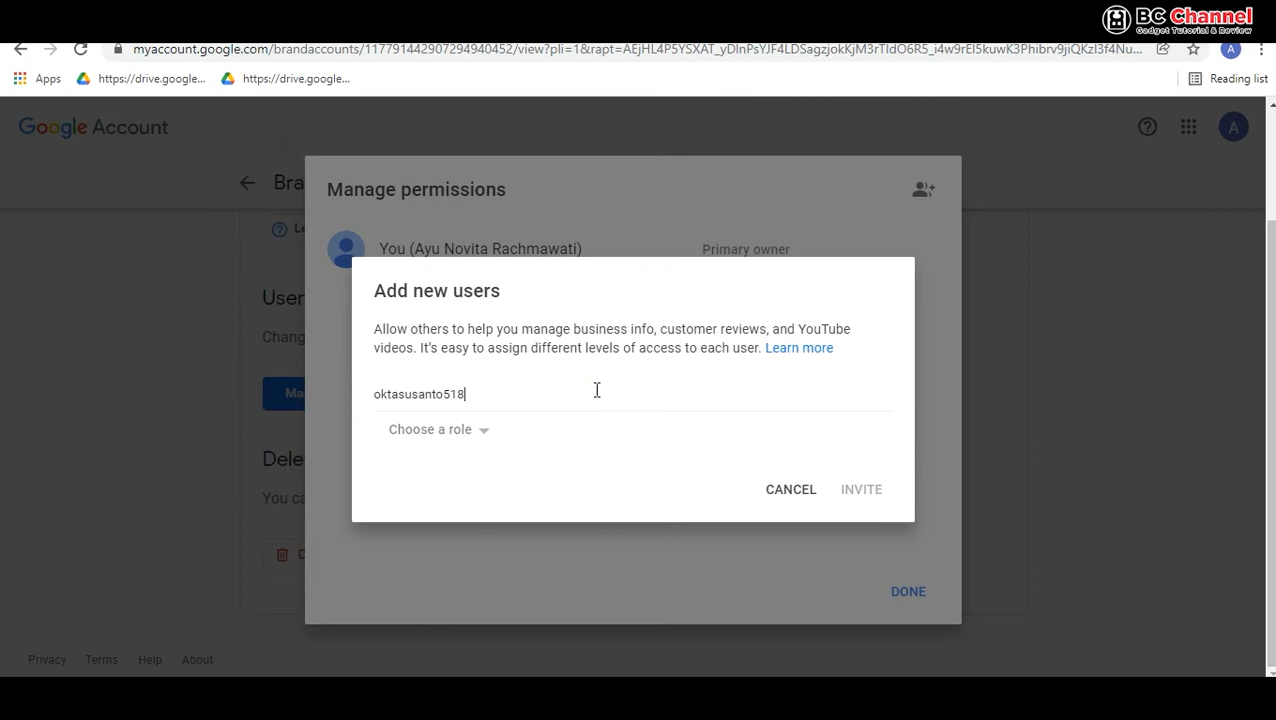 BC Channel
Gadget Tutorial & Review
myaccount.google.com/brandaccounts/117791442907294940452/view?pli=1&rapt=AEjHL4P5YSXAT_yDlnPsYJF4LDSagzjokKjM3rTIdO6R5_i4w9rEI5kuwK3Phibrv9jiQKzI3f4Nu...
A
Apps
https://drive.google...
https://drive.google...
Reading list
Google Account
A
Bra
Manage permissions
Le
You (Ayu Novita Rachmawati)
Primary owner
User
Add new users
Chang
Allow others to help you manage business info, customer reviews, and YouTube
videos. It's easy to assign different levels of access to each user. Learn more
Ma
oktasusanto518
Choose a role
Dele
You ca
CANCEL
INVITE
D
DONE
Privacy
Terms
Help
About